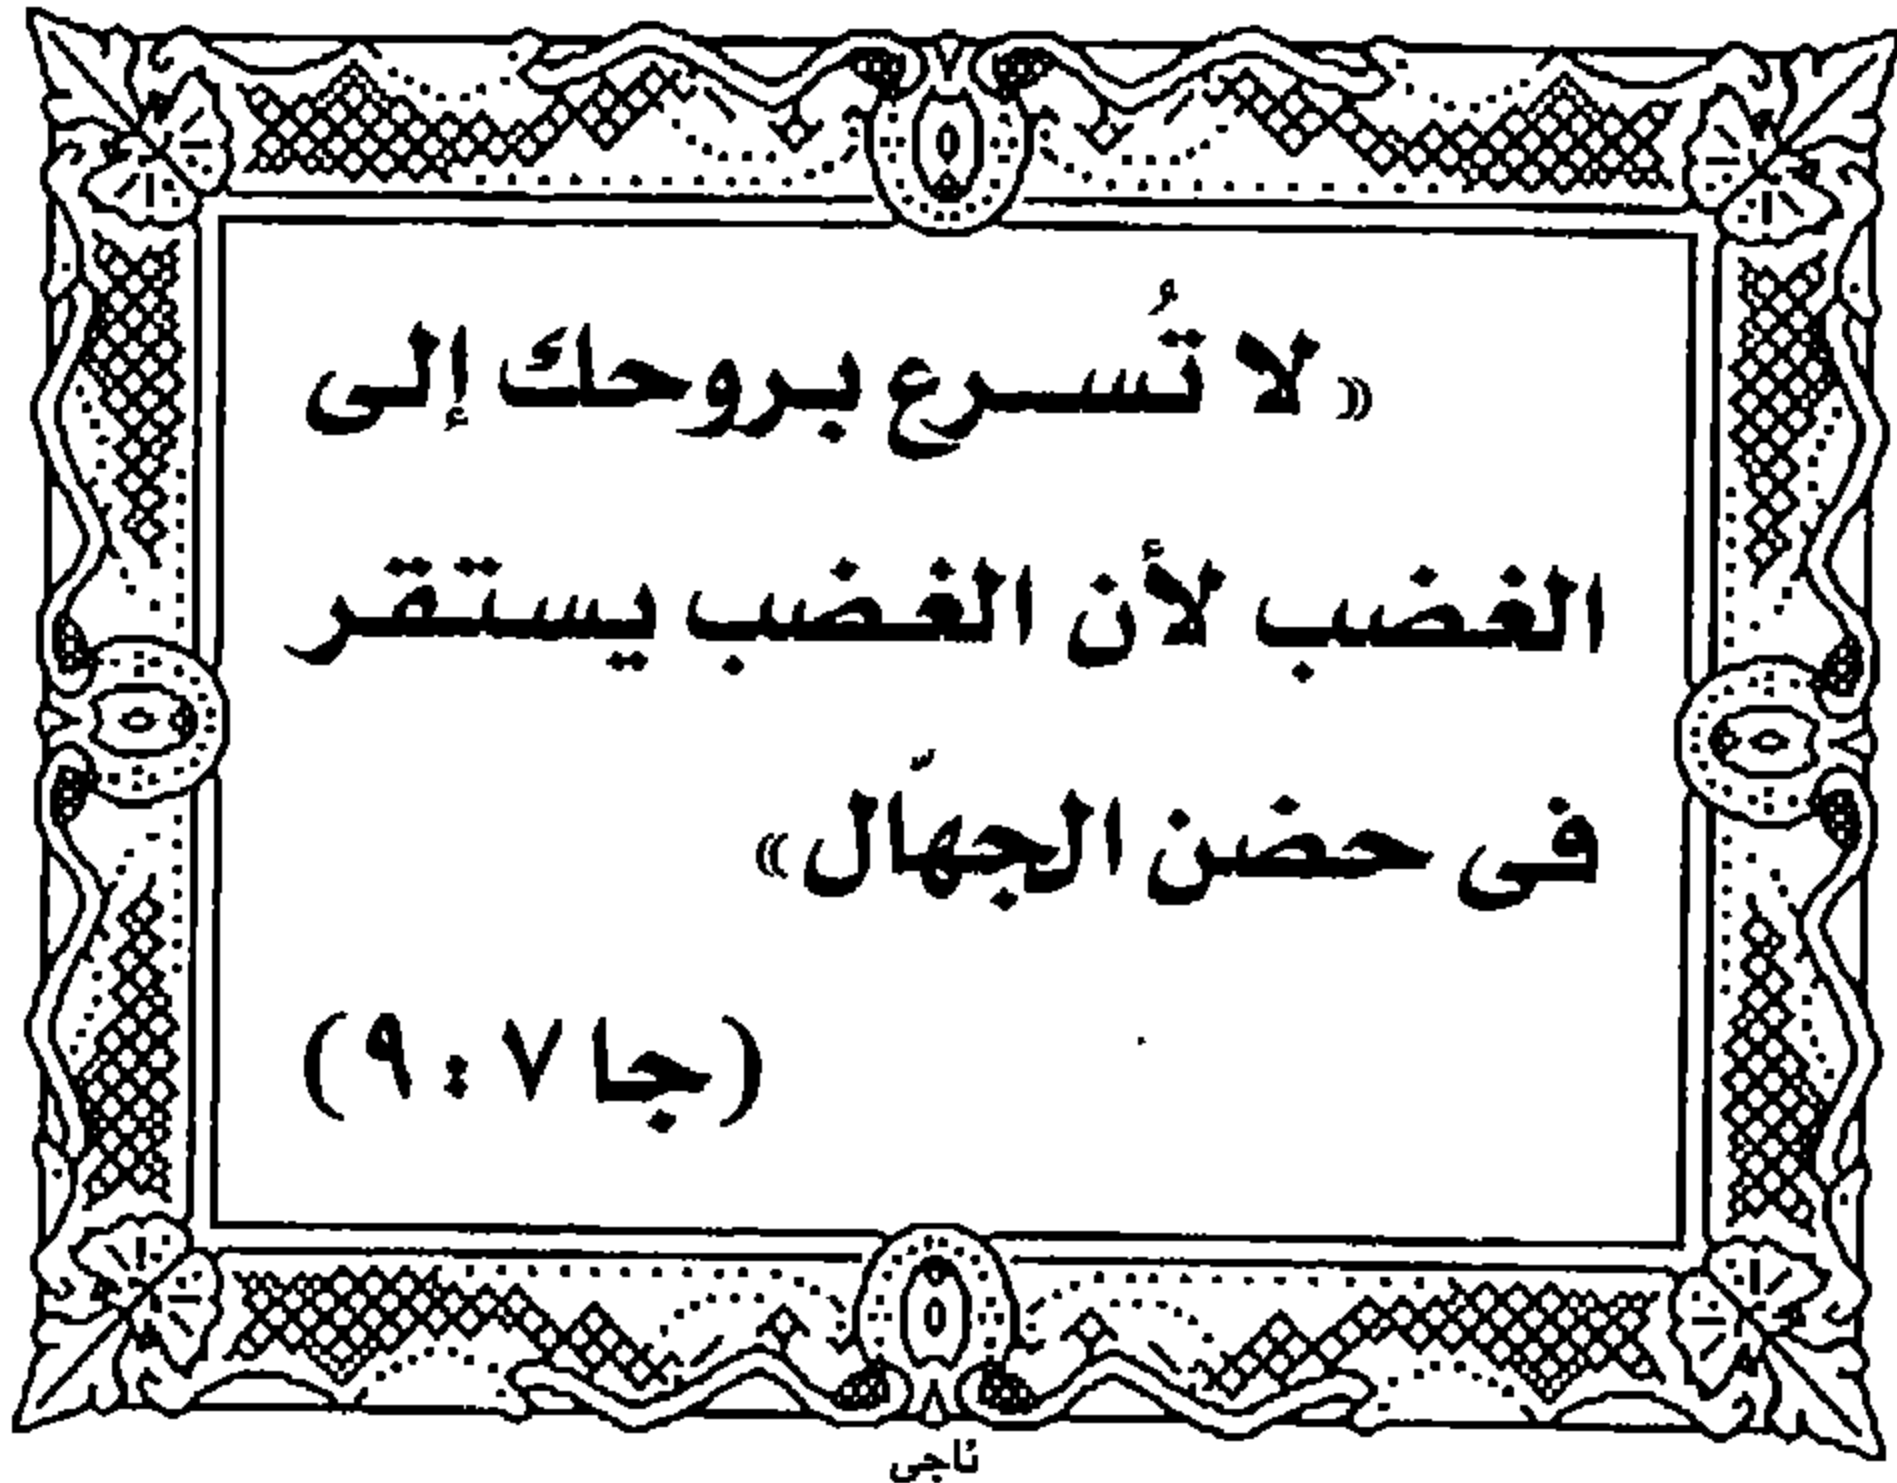 « لا تُسرع بروحك إلى
الغضب لأن الغضب يستقر
فى حضن الجهّال »
(جا ٧ : ٩)
ناجى